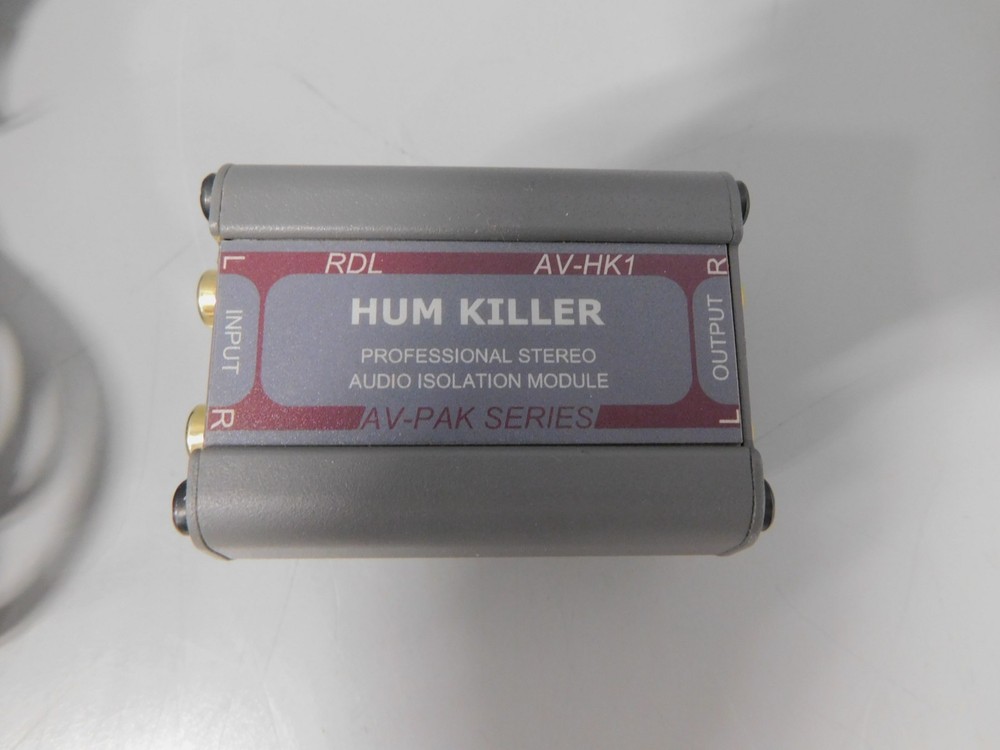 L RDL AV-HK1 R
HUM KILLER
INPUT
OUTPUT
PROFESSIONAL STEREO
AUDIO ISOLATION MODULE
R AV-PAK SERIES L